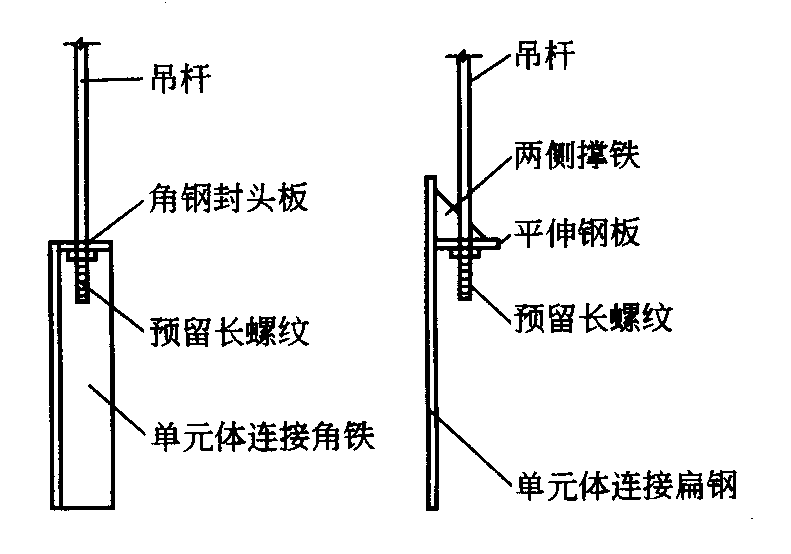 吊杆
角钢封头板
预留长螺纹
单元体连接角铁
吊杆
两侧撑铁
平伸钢板
预留长螺纹
单元体连接扁钢